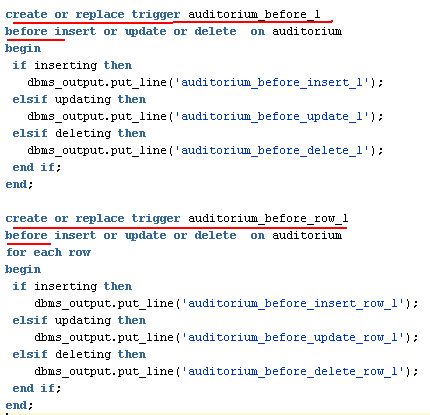 create or replace trigger auditorium_before_1
before insert or update or delete  on auditorium
begin
 if inserting then
   dbms_output.put_line('auditorium_before_insert_1');
 elsif updating then
   dbms_output.put_line('auditorium_before_update_1');
 elsif deleting then
   dbms_output.put_line('auditorium_before_delete_1');
 end if;
end;

create or replace trigger auditorium_before_row_1
before insert or update or delete  on auditorium
for each row
begin
 if inserting then
    dbms_output.put_line('auditorium_before_insert_row_1');
 elsif updating then
    dbms_output.put_line('auditorium_before_update_row_1');
 elsif deleting then
    dbms_output.put_line('auditorium_before_delete_row_1');
 end if;
end;